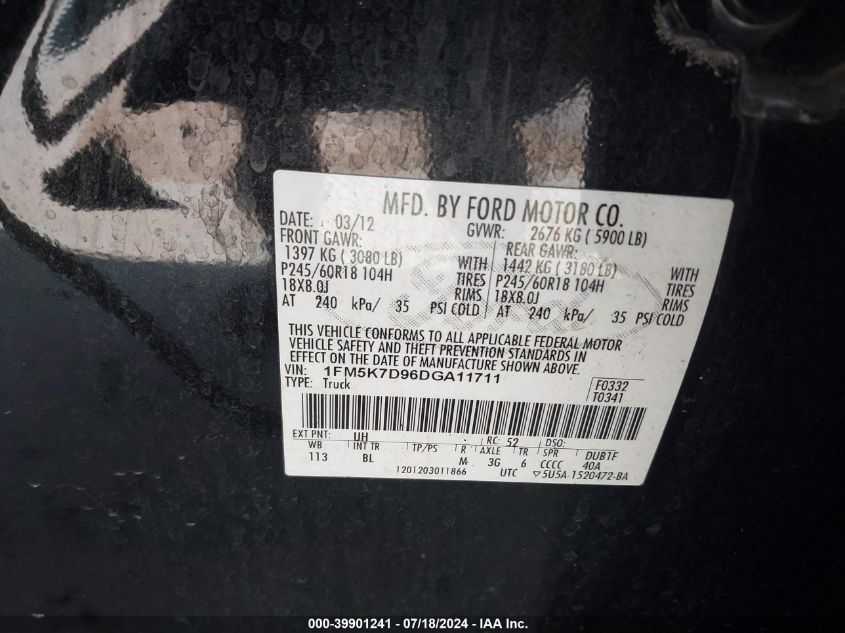 MFD. BY FORD MOTOR CO.
DATE: 03/12 GVWR: 2676 KG ( 5900 LB)
FRONT GAWR: REAR GAWR:
1397 KG ( 3080 LB) WITH 1442 KG ( 3180 LB) WITH
P245/60R18 104H TIRES P245/60R18 104H TIRES
18X8.0J RIMS 18X8.0J RIMS
AT 240 kPa/ 35 PSI COLD AT 240 kPa/ 35 PSI COLD
THIS VEHICLE CONFORMS TO ALL APPLICABLE FEDERAL MOTOR
VEHICLE SAFETY AND THEFT PREVENTION STANDARDS IN
EFFECT ON THE DATE OF MANUFACTURE SHOWN ABOVE.
VIN: 1FM5K7D96DGA11711
TYPE: Truck
F0332
T0341
EXT PNT: UH RC: 52 DSO:
WB INT TR TP/PS R AXLE TR SPR DUBTF
113 BL M 3G 6 CCCC 40A
1201203011866 UTC ▽5U5A-1520472-BA
000-39901241 - 07/18/2024 - IAA Inc.